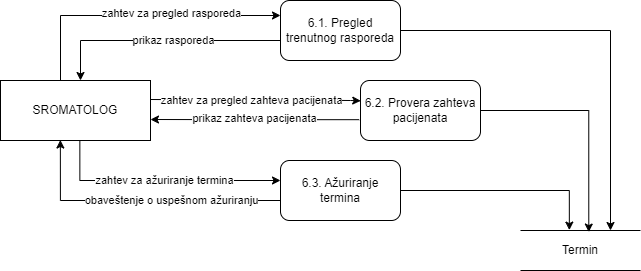 zahtev za pregled rasporeda
6.1. Pregled
trenutnog rasporeda
prikaz rasporeda
SROMATOLOG
zahtev za pregled zahteva pacijenata
6.2. Provera zahteva
pacijenata
prikaz zahteva pacijenata
zahtev za ažuriranje termina
6.3. Ažuriranje
termina
obaveštenje o uspešnom ažuriranju
Termin